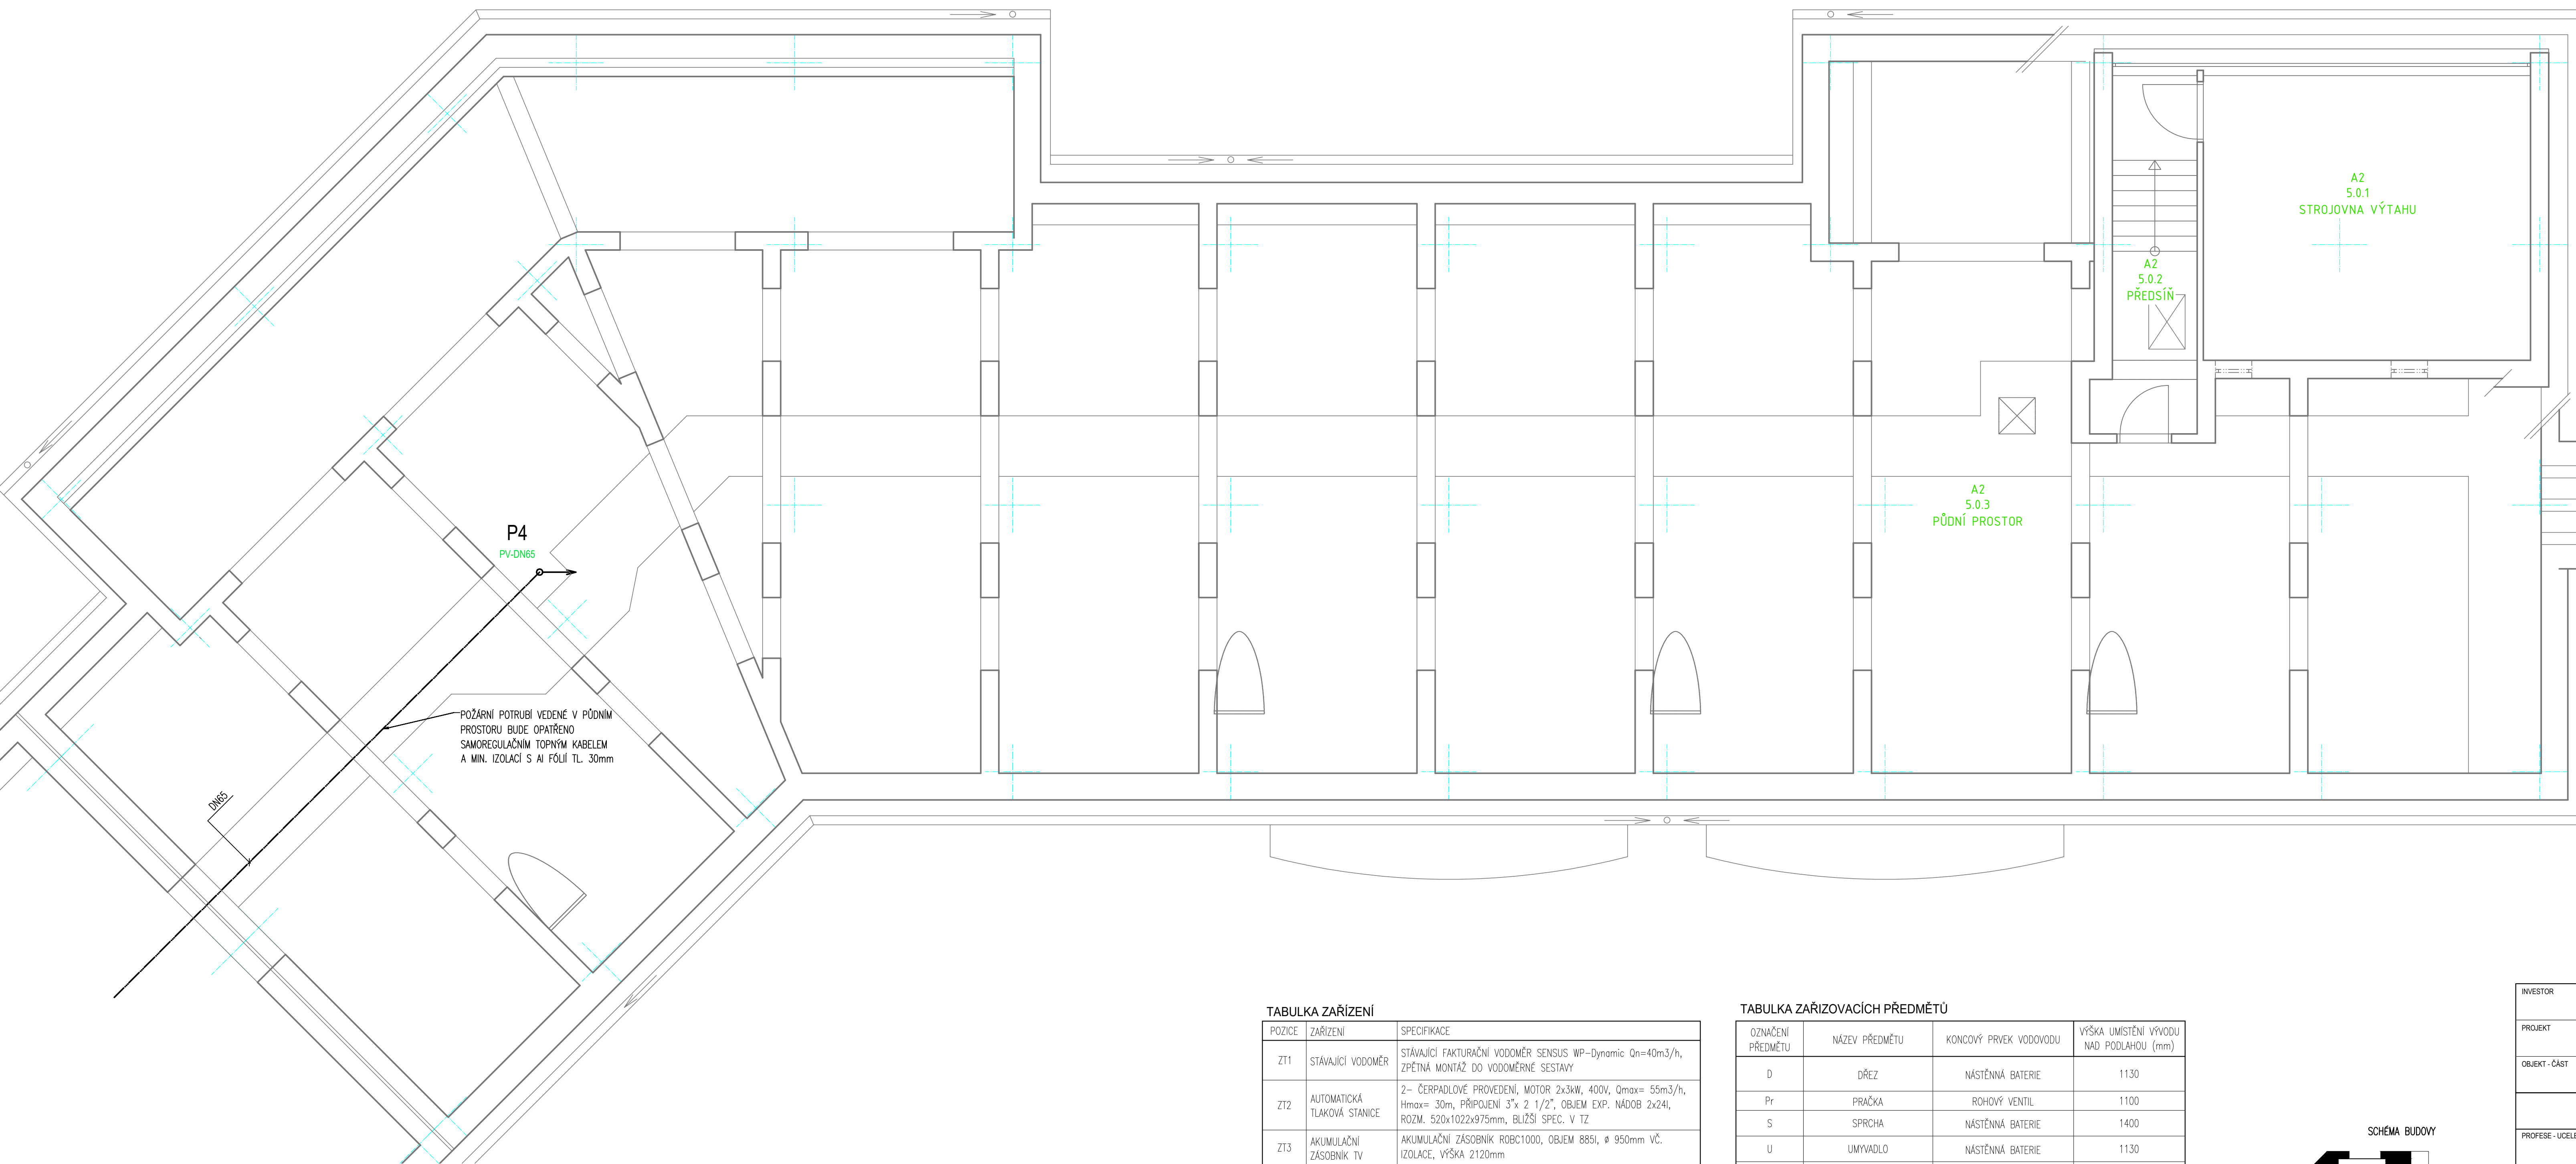 A2
5.0.1
STROJOVNA VÝTAHU
A2
5.0.2
PŘEDSÍŇ
A2
5.0.3
PŮDNÍ PROSTOR
P4
PV-DN65
POŽÁRNÍ POTRUBÍ VEDENÉ V PŮDNÍM
PROSTORU BUDE OPATŘENO
SAMOREGULAČNÍM TOPNÝM KABELEM
A MIN. IZOLACÍ S Al FÓLIÍ TL. 30mm
DN65
TABULKA ZAŘÍZENÍ
POZICE ZAŘÍZENÍ SPECIFIKACE
ZT1 STÁVAJÍCÍ VODOMĚR
STÁVAJÍCÍ FAKTURAČNÍ VODOMĚR SENSUS WP-Dynamic Qn=40m3/h,
ZPĚTNÁ MONTÁŽ DO VODOMĚRNÉ SESTAVY
ZT2
AUTOMATICKÁ
TLAKOVÁ STANICE
2- ČERPADLOVÉ PROVEDENÍ, MOTOR 2x3kW, 400V, Qmax= 55m3/h,
Hmax= 30m, PŘIPOJENÍ 3"x 2 1/2", OBJEM EXP. NÁDOB 2x24l,
ROZM. 520x1022x975mm, BLIŽŠÍ SPEC. V TZ
ZT3
AKUMULAČNÍ
ZÁSOBNÍK TV
AKUMULAČNÍ ZÁSOBNÍK ROBC1000, OBJEM 885l, ø 950mm VČ.
IZOLACE, VÝŠKA 2120mm
TABULKA ZAŘIZOVACÍCH PŘEDMĚTŮ
OZNAČENÍ
PŘEDMĚTU
NÁZEV PŘEDMĚTU
KONCOVÝ PRVEK VODOVODU
VÝŠKA UMÍSTĚNÍ VÝVODU
NAD PODLAHOU (mm)
D DŘEZ NÁSTĚNNÁ BATERIE 1130
Pr PRAČKA ROHOVÝ VENTIL 1100
S SPRCHA NÁSTĚNNÁ BATERIE 1400
U UMYVADLO NÁSTĚNNÁ BATERIE 1130
SCHÉMA BUDOVY
INVESTOR
PROJEKT
OBJEKT - ČÁST
PROFESE - UCELE